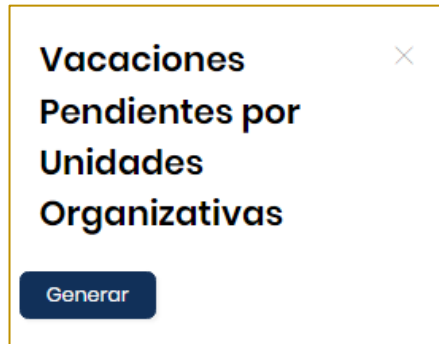 Vacaciones
Pendientes por
Unidades
Organizativas
Generar